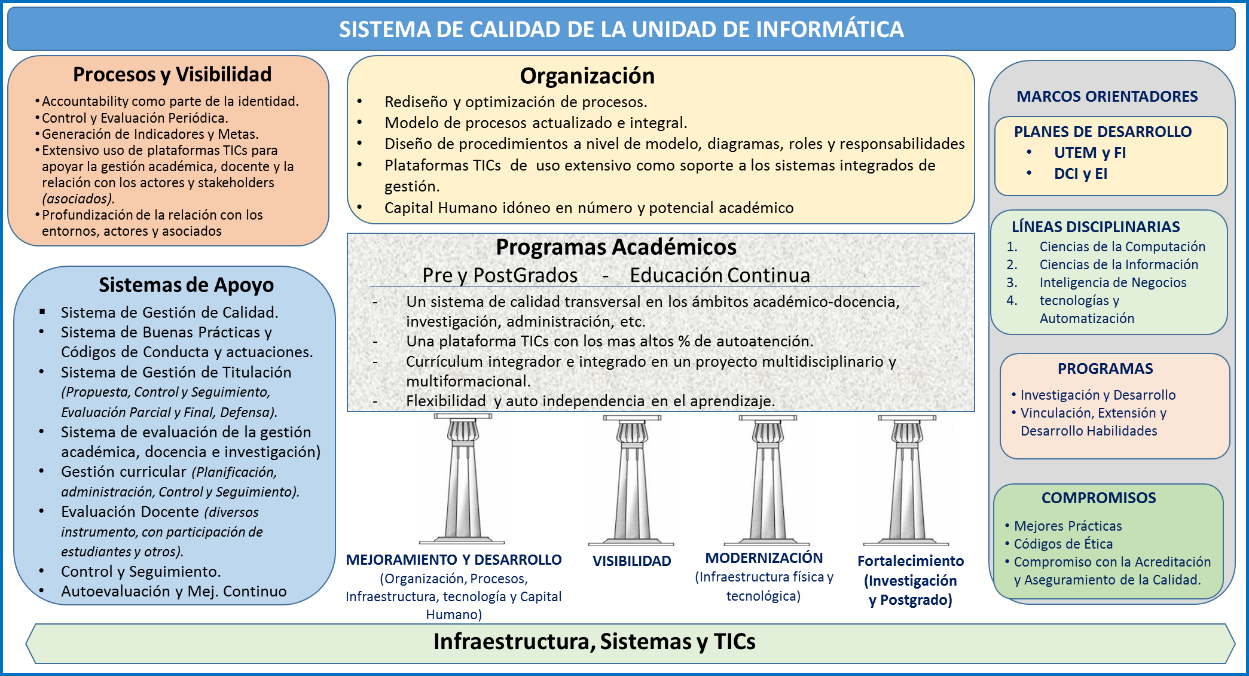 SISTEMA DE CALIDAD DE LA UNIDAD DE INFORMÁTICA
Procesos y Visibilidad
• Accountability como parte de la identidad.
• Control y Evaluación Periódica.
• Generación de Indicadores y Metas.
• Extensivo uso de plataformas TICs para
apoyar la gestión académica, docente y la
relación con los actores y stakeholders
(asociados).
• Profundización de la relación con los
entornos, actores y asociados
Sistemas de Apoyo
▪ Sistema de Gestión de Calidad.
• Sistema de Buenas Prácticas y
Códigos de Conducta y actuaciones.
• Sistema de Gestión de Titulación
(Propuesta, Control y Seguimiento,
Evaluación Parcial y Final, Defensa).
• Sistema de evaluación de la gestión
académica, docencia e investigación)
• Gestión curricular (Planificación,
administración, Control y Seguimiento).
• Evaluación Docente (diversos
instrumento, con participación de
estudiantes y otros).
• Control y Seguimiento.
• Autoevaluación y Mej. Continuo
Organización
• Rediseño y optimización de procesos.
• Modelo de procesos actualizado e integral.
• Diseño de procedimientos a nivel de modelo, diagramas, roles y responsabilidades
• Plataformas TICs de uso extensivo como soporte a los sistemas integrados de
gestión.
• Capital Humano idóneo en número y potencial académico
Programas Académicos
Pre y PostGrados - Educación Continua
- Un sistema de calidad transversal en los ámbitos académico-docencia,
investigación, administración, etc.
- Una plataforma TICs con los mas altos % de autoatención.
- Currículum integrador e integrado en un proyecto multidisciplinario y
multiformacional.
- Flexibilidad y auto independencia en el aprendizaje.
MEJORAMIENTO Y DESARROLLO
(Organización, Procesos,
Infraestructura, tecnología y Capital
Humano)
VISIBILIDAD
MODERNIZACIÓN
(Infraestructura física y
tecnológica)
Fortalecimiento
(Investigación
y Postgrado)
MARCOS ORIENTADORES
PLANES DE DESARROLLO
• UTEM y FI
• DCI y EI
LÍNEAS DISCIPLINARIAS
1. Ciencias de la Computación
2. Ciencias de la Información
3. Inteligencia de Negocios
4. tecnologías y
Automatización
PROGRAMAS
• Investigación y Desarrollo
• Vinculación, Extensión y
Desarrollo Habilidades
COMPROMISOS
• Mejores Prácticas
• Códigos de Ética
• Compromiso con la Acreditación
y Aseguramiento de la Calidad.
Infraestructura, Sistemas y TICs